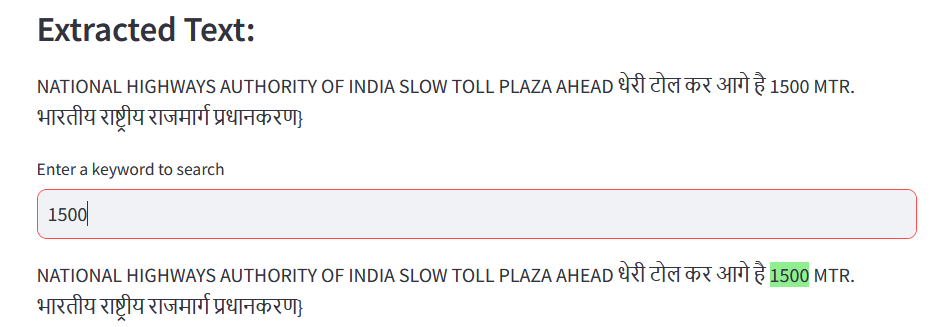 Extracted Text:
NATIONAL HIGHWAYS AUTHORITY OF INDIA SLOW TOLL PLAZA AHEAD धेरी टोल कर आगे है 1500 MTR.
भारतीय राष्ट्रीय राजमार्ग प्रधानकरण}
Enter a keyword to search
1500
NATIONAL HIGHWAYS AUTHORITY OF INDIA SLOW TOLL PLAZA AHEAD धेरी टोल कर आगे है 1500 MTR.
भारतीय राष्ट्रीय राजमार्ग प्रधानकरण}